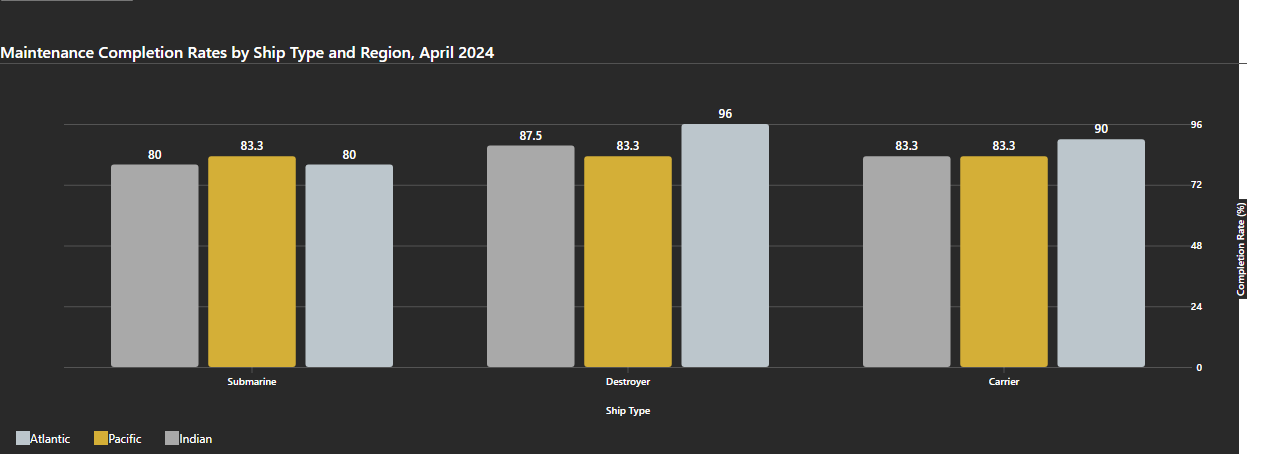 Maintenance Completion Rates by Ship Type and Region, April 2024
80
83.3
80
87.5
83.3
96
83.3
83.3
90
96
72
48
24
0
Completion Rate (%)
Submarine
Destroyer
Carrier
Ship Type
Atlantic
Pacific
Indian